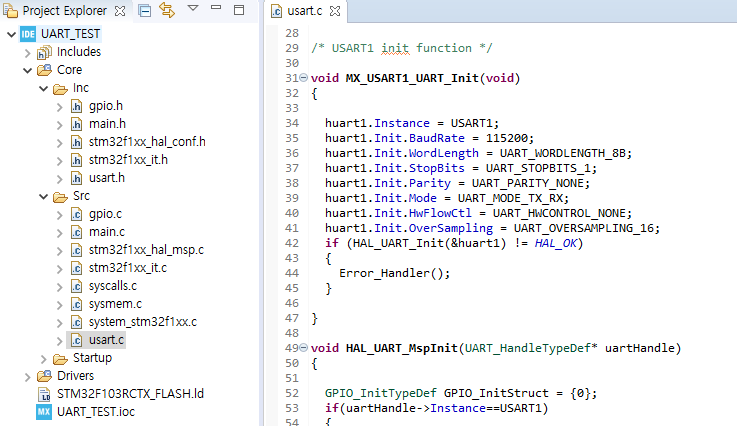 Project Explorer
IDE UART_TEST
Includes
Core
Inc
gpio.h
main.h
stm32f1xx_hal_conf.h
stm32f1xx_it.h
usart.h
Src
gpio.c
main.c
stm32f1xx_hal_msp.c
stm32f1xx_it.c
syscalls.c
sysmem.c
system_stm32f1xx.c
usart.c
Startup
Drivers
STM32F103RCTX_FLASH.ld
MX UART_TEST.ioc
usart.c
28
29 /* USART1 init function */
30
31 void MX_USART1_UART_Init(void)
32 {
33
34 huart1.Instance = USART1;
35 huart1.Init.BaudRate = 115200;
36 huart1.Init.WordLength = UART_WORDLENGTH_8B;
37 huart1.Init.StopBits = UART_STOPBITS_1;
38 huart1.Init.Parity = UART_PARITY_NONE;
39 huart1.Init.Mode = UART_MODE_TX_RX;
40 huart1.Init.HwFlowCtl = UART_HWCONTROL_NONE;
41 huart1.Init.OverSampling = UART_OVERSAMPLING_16;
42 if (HAL_UART_Init(&huart1) != HAL_OK)
43 {
44 Error_Handler();
45 }
46
47 }
48
49 void HAL_UART_MspInit(UART_HandleTypeDef* uartHandle)
50 {
51
52 GPIO_InitTypeDef GPIO_InitStruct = {0};
53 if(uartHandle->Instance==USART1)
54 {